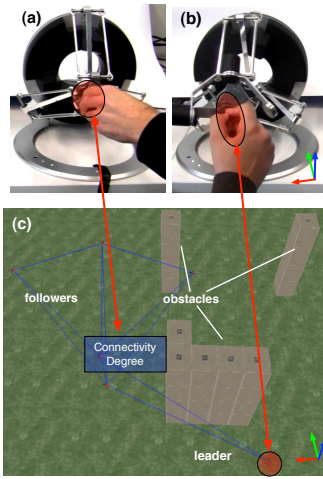 (a)
(b)
(c)
followers
obstacles
Connectivity
Degree
leader